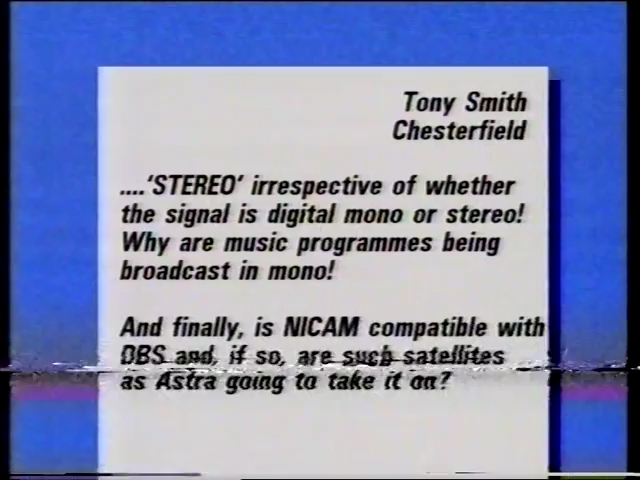 Tony Smith
Chesterfield
....'STEREO' irrespective of whether
the signal is digital mono or stereo!
Why are music programmes being
broadcast in mono!
And finally, is NICAM compatible with
DBS and, if so, are such satellites
as Astra going to take it on?